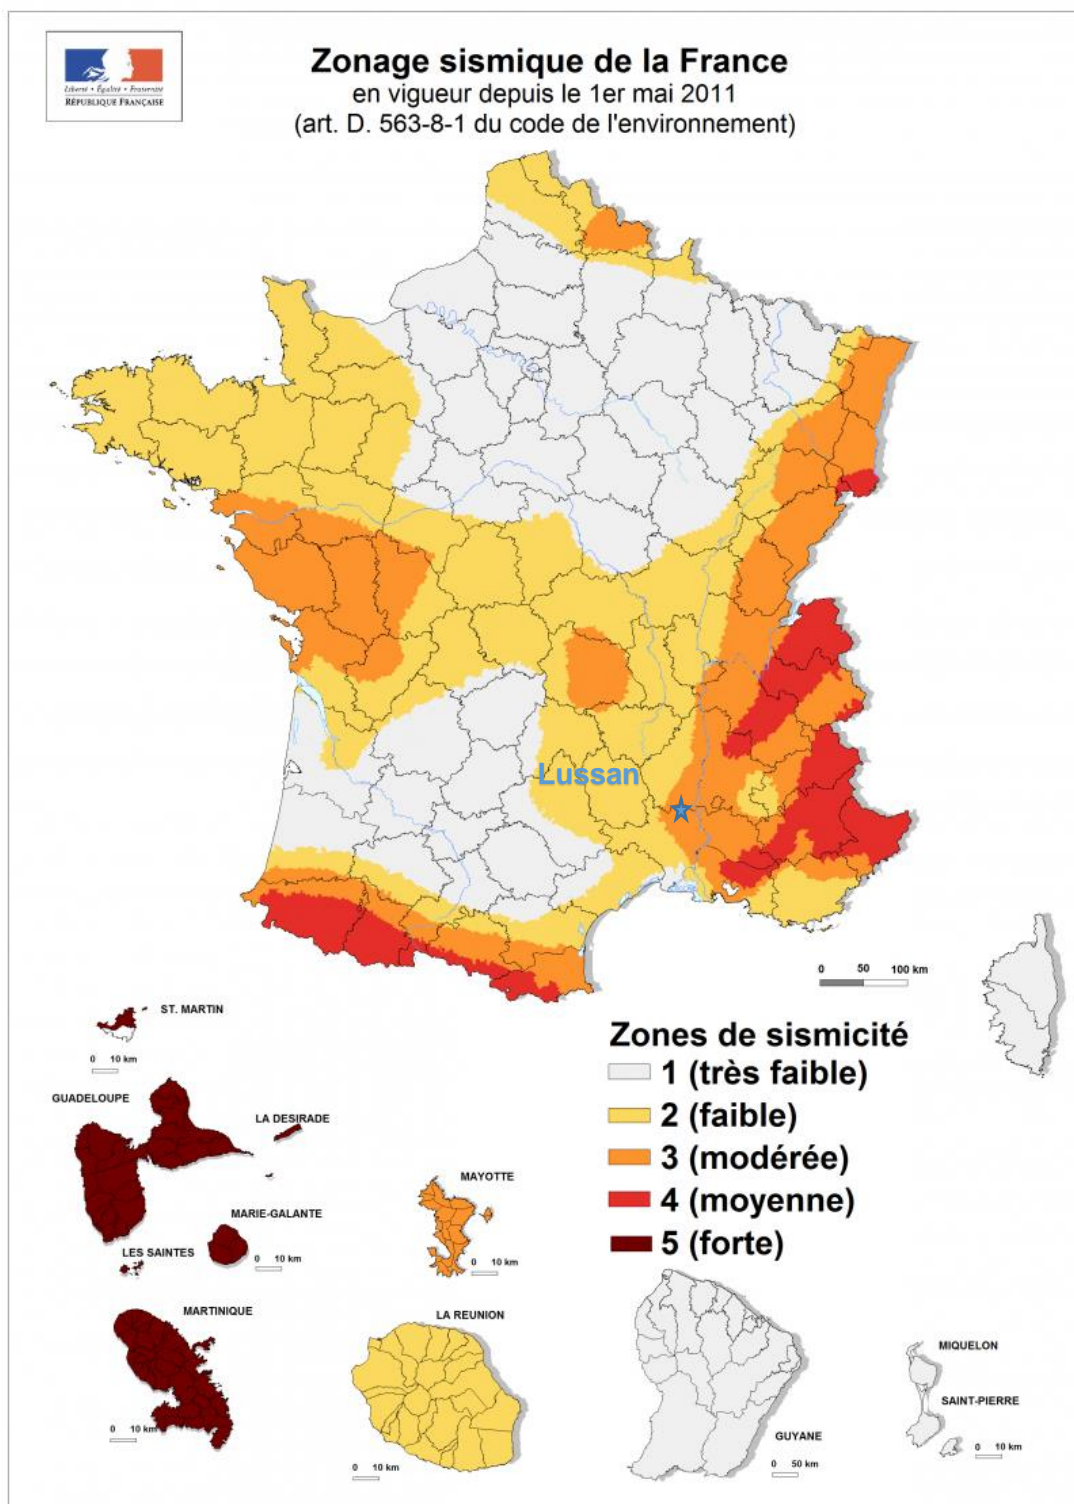 Liberté • Égalité • Fraternité
RÉPUBLIQUE FRANÇAISE
Zonage sismique de la France
en vigueur depuis le 1er mai 2011
(art. D. 563-8-1 du code de l'environnement)
Lussan
0 50 100 km
ST. MARTIN
0 10 km
GUADELOUPE
LA DESIRADE
MARIE-GALANTE
0 10 km
LES SAINTES
MARTINIQUE
0 10 km
MAYOTTE
0 10 km
LA REUNION
0 10 km
Zones de sismicité
1 (très faible)
2 (faible)
3 (modérée)
4 (moyenne)
5 (forte)
GUYANE
0 50 km
MIQUELON
SAINT-PIERRE
0 10 km